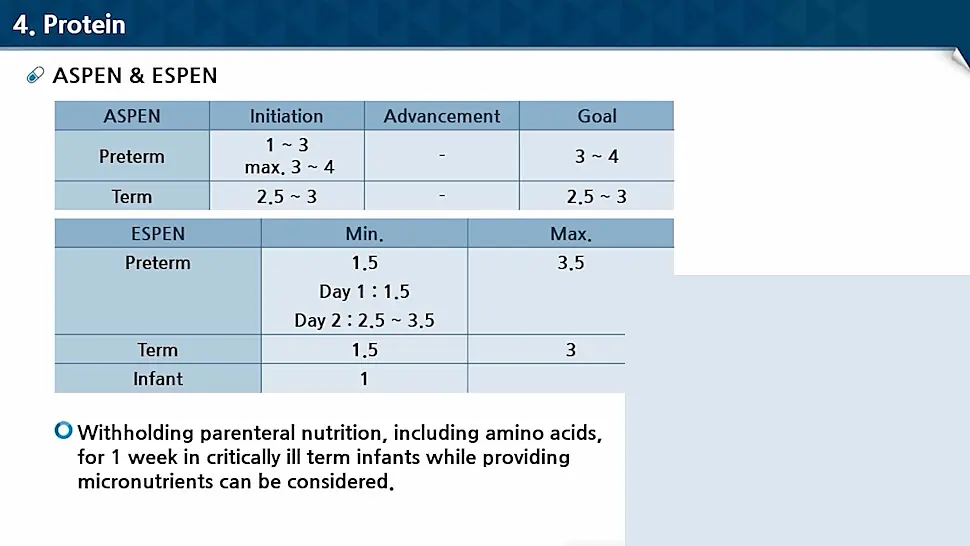 4. Protein
ASPEN & ESPEN
ASPEN Initiation Advancement Goal
Preterm 1 ~ 3 max. 3 ~ 4 - 3 ~ 4
Term 2.5 ~ 3 - 2.5 ~ 3
ESPEN Min. Max.
Preterm 1.5 3.5
Day 1 : 1.5
Day 2 : 2.5 ~ 3.5
Term 1.5 3
Infant 1
Withholding parenteral nutrition, including amino acids,
for 1 week in critically ill term infants while providing
micronutrients can be considered.